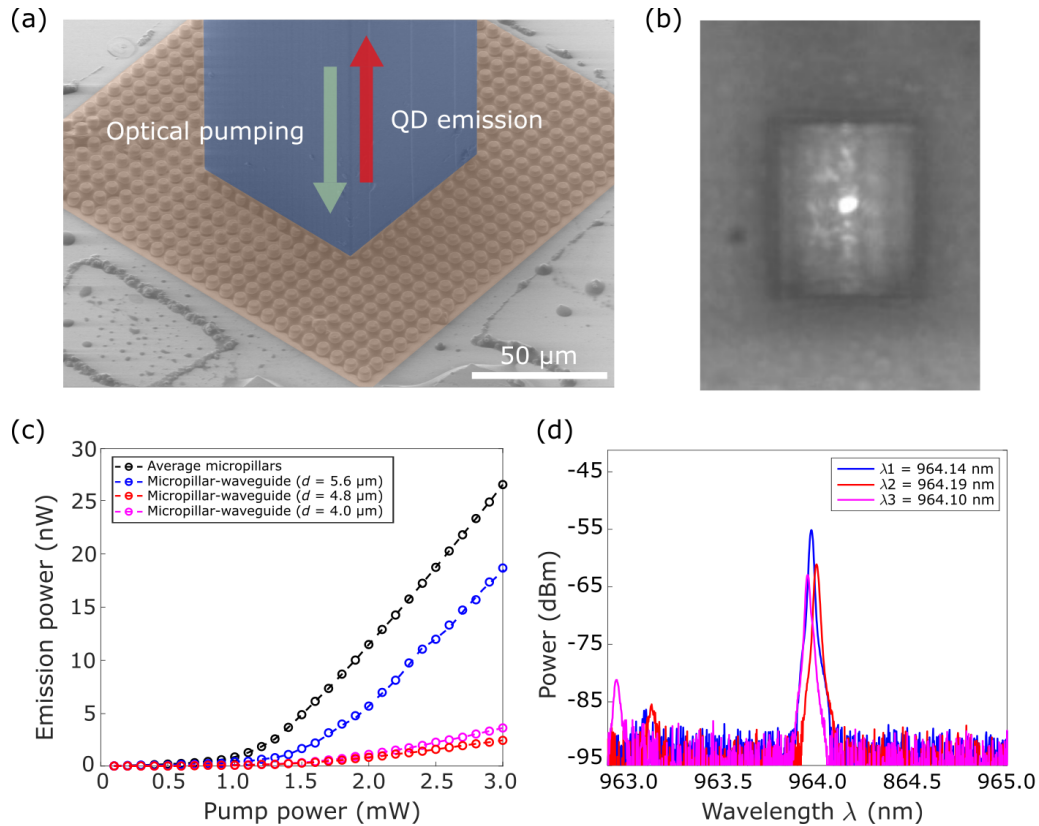 (a)
Optical pumping
QD emission
50 μm
(b)
(c)
30
25
20
15
10
5
0
Emission power (nW)
Average micropillars
Micropillar-waveguide (d = 5.6 μm)
Micropillar-waveguide (d = 4.8 μm)
Micropillar-waveguide (d = 4.0 μm)
0.5
1.0
1.5
2.0
2.5
3.0
Pump power (mW)
(d)
-45
-55
-65
-75
-85
-95
Power (dBm)
λ1 = 964.14 nm
λ2 = 964.19 nm
λ3 = 964.10 nm
963.0
963.5
964.0
864.5
965.0
Wavelength λ (nm)